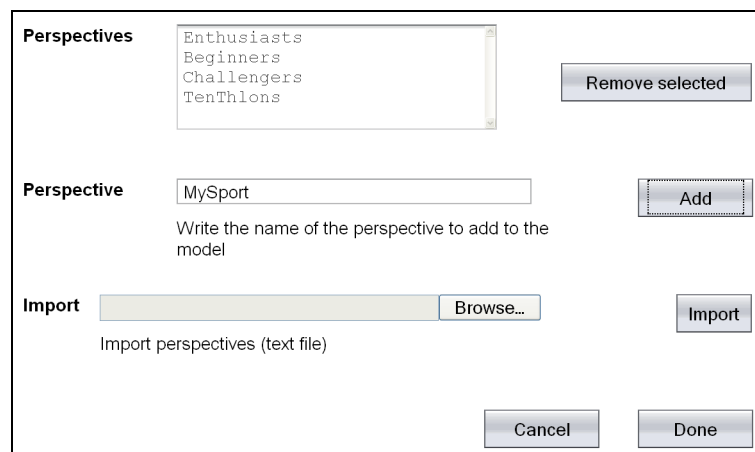 Perspectives
Enthusiasts
Beginners
Challengers
TenThlons
Remove selected
Perspective
MySport
Add
Write the name of the perspective to add to the
model
Import
Browse...
Import
Import perspectives (text file)
Cancel
Done